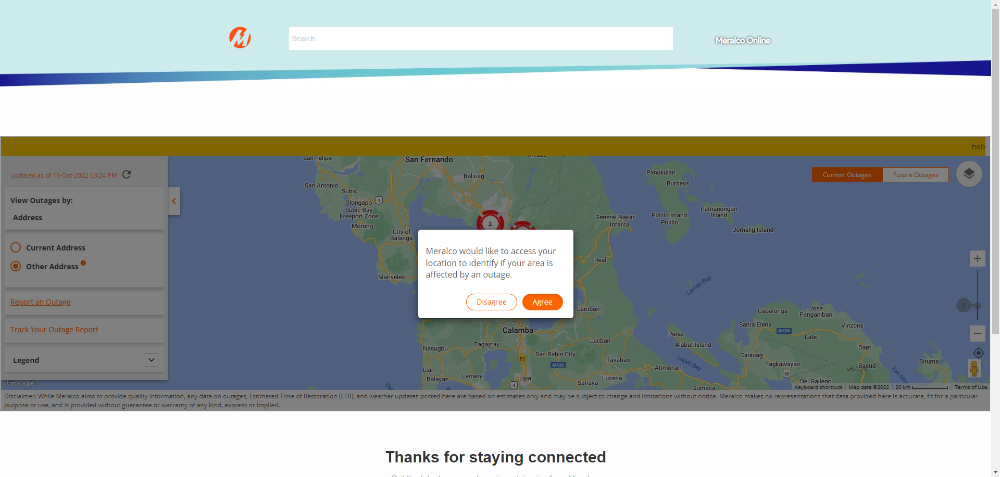 Search ...
Meralco Online
hello
Updated as of 13-Oct-2022 03:24 PM
View Outages by:
Address
Current Address
Other Address
Report an Outage
Track Your Outage Report
Legend
Current Outages
Future Outages
San Felipe
San Fernando
San Antonio
Subic
Baliuag
Olongapo
3
Subic Bay
Freeport Zone
Morong
City of
Balanga
Mariveles
3
Panukulan
Burdeos
General Nakar
Infanta
Polillo Island
Polillo
Patnanongan
Island
Jomalig Island
Real
Lamon Bay
Meralco would like to access your
location to identify if your area is
affected by an outage.
Disagree
Agree
Lumban
Calamba
Nasugbu
Tagaytay
San Pablo City
Lucban
E2
AH26
Tayabas
Lian
Balayan
Lemery
4
Lipa
Sariaya
Lucena
Atimonan
Gumaca
Perez
Alabat Island
Lopez Bay
Calauag
Santa Elena
AH26
Capalonga
Jose
Panganiban
Vinzons
Labo
Daet
Tagkawayan
68
Del Gallego
Basud
v6.0.28
Siruma
9
Google
Keyboard shortcuts
Map data ©2022
20 km
Terms of Use
Disclaimer: While Meralco aims to provide quality information, any data on outages, Estimated Time of Restoration (ETR), and weather updates posted here are based on estimates only and may be subject to change and limitations without notice. Meralco makes no representations that data provided here is accurate, fit for a particular
purpose or use, and is provided without guarantee or warranty of any kind, express or implied.
Thanks for staying connected